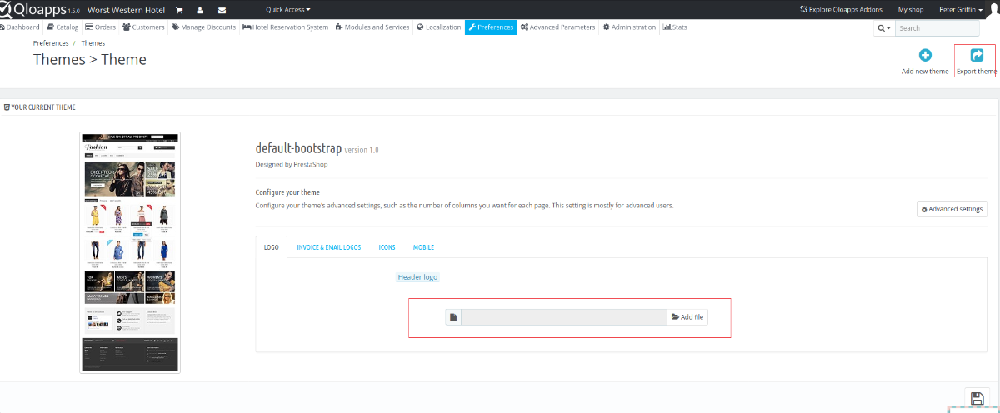 Qloapps 1.5.0 Worst Western Hotel Quick Access Explore Qloapps Addons My shop Peter Griffin
Dashboard Catalog Orders Customers Manage Discounts Hotel Reservation System Modules and Services Localization Preferences Advanced Parameters Administration Stats Search
Preferences / Themes
Themes > Theme
Add new theme Export theme
YOUR CURRENT THEME
Fashion
default-bootstrap version 1.0
Designed by PrestaShop
Configure your theme
Configure your theme's advanced settings, such as the number of columns you want for each page. This setting is mostly for advanced users.
Advanced settings
LOGO INVOICE & EMAIL LOGOS ICONS MOBILE
Header logo
Add file